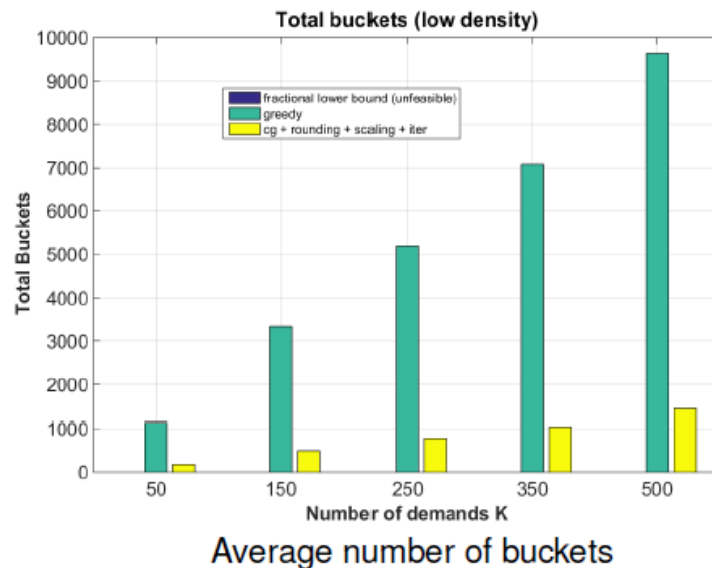 Total buckets (low density)
10000
9000
8000
7000
6000
5000
4000
3000
2000
1000
0
Total Buckets
fractional lower bound (unfeasible)
greedy
cg + rounding + scaling + iter
50 150 250 350 500
Number of demands K
Average number of buckets